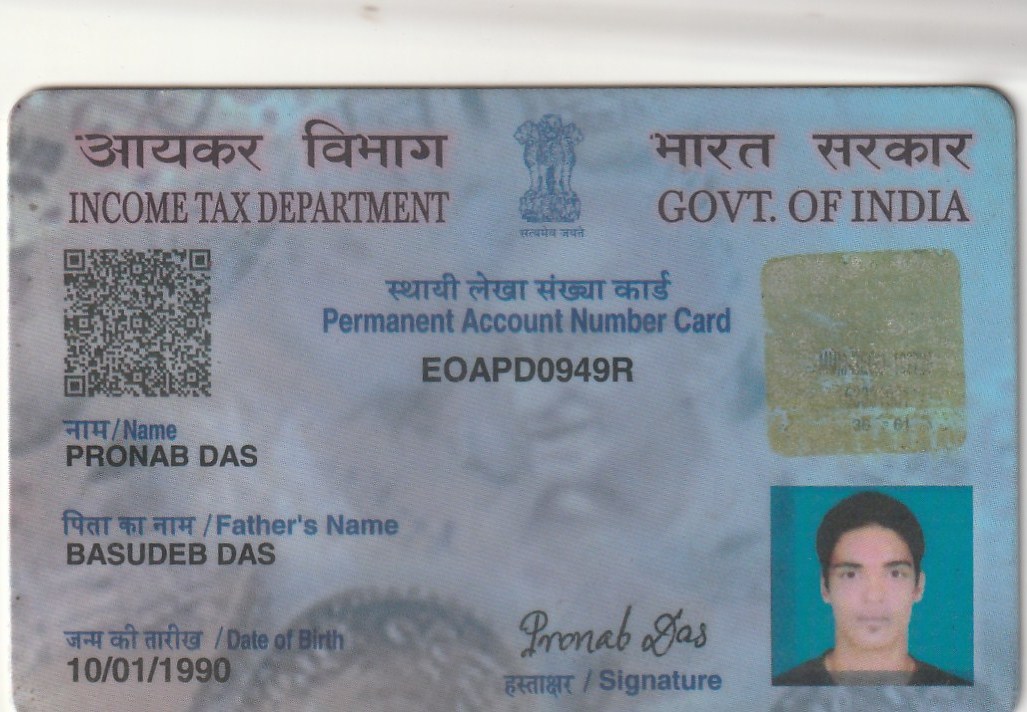 आयकर विभाग
INCOME TAX DEPARTMENT
सत्यमेव जयते
भारत सरकार
GOVT. OF INDIA
स्थायी लेखा संख्या कार्ड
Permanent Account Number Card
EOAPD0949R
नाम/Name
PRONAB DAS
पिता का नाम / Father's Name
BASUDEB DAS
जन्म की तारीख / Date of Birth
10/01/1990
Pronab Das
हस्ताक्षर / Signature